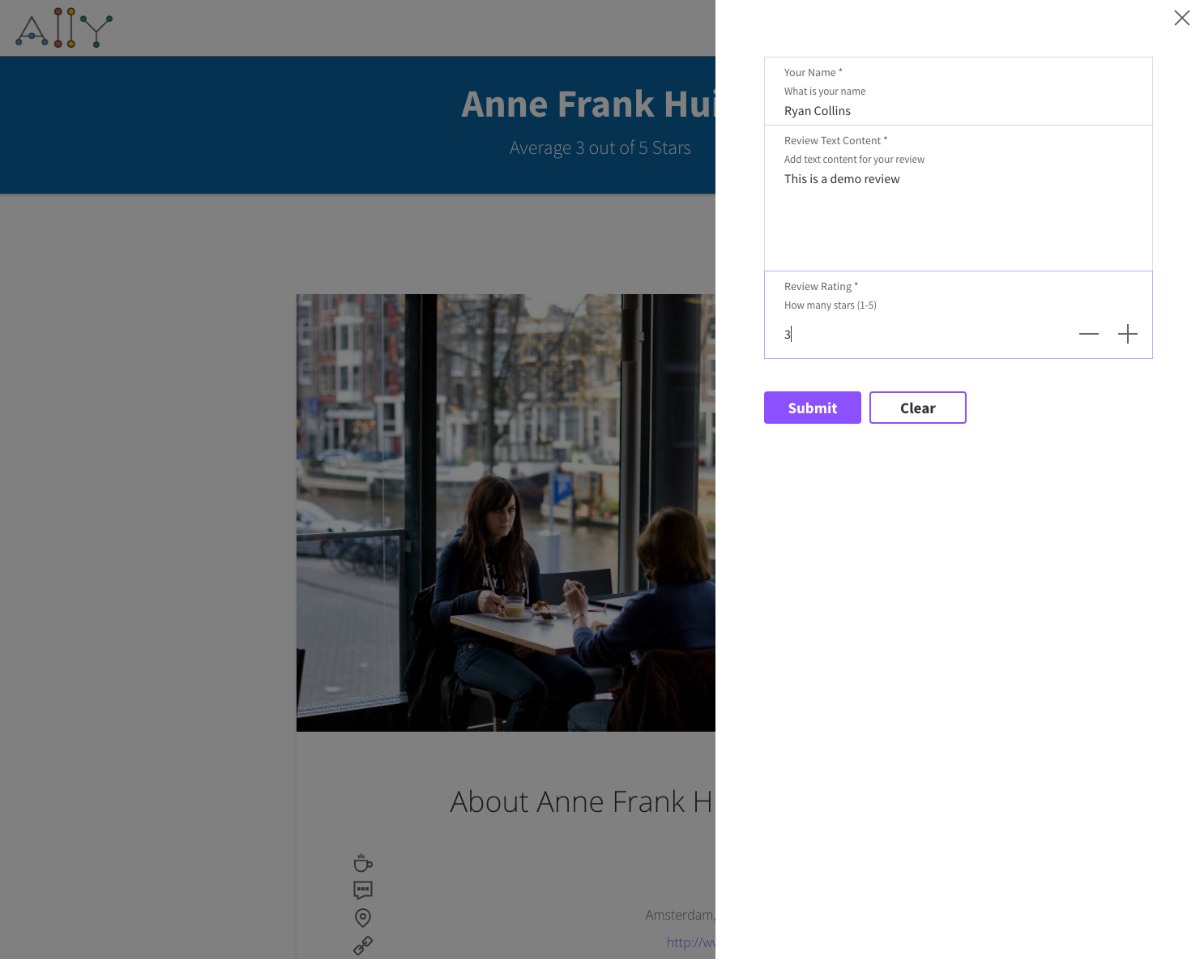 Ally
Anne Frank Hui
Average 3 out of 5 Stars
About Anne Frank H
Amsterdam,
http://ww
Your Name *
What is your name
Ryan Collins
Review Text Content *
Add text content for your review
This is a demo review
Review Rating *
How many stars (1-5)
3
Submit
Clear